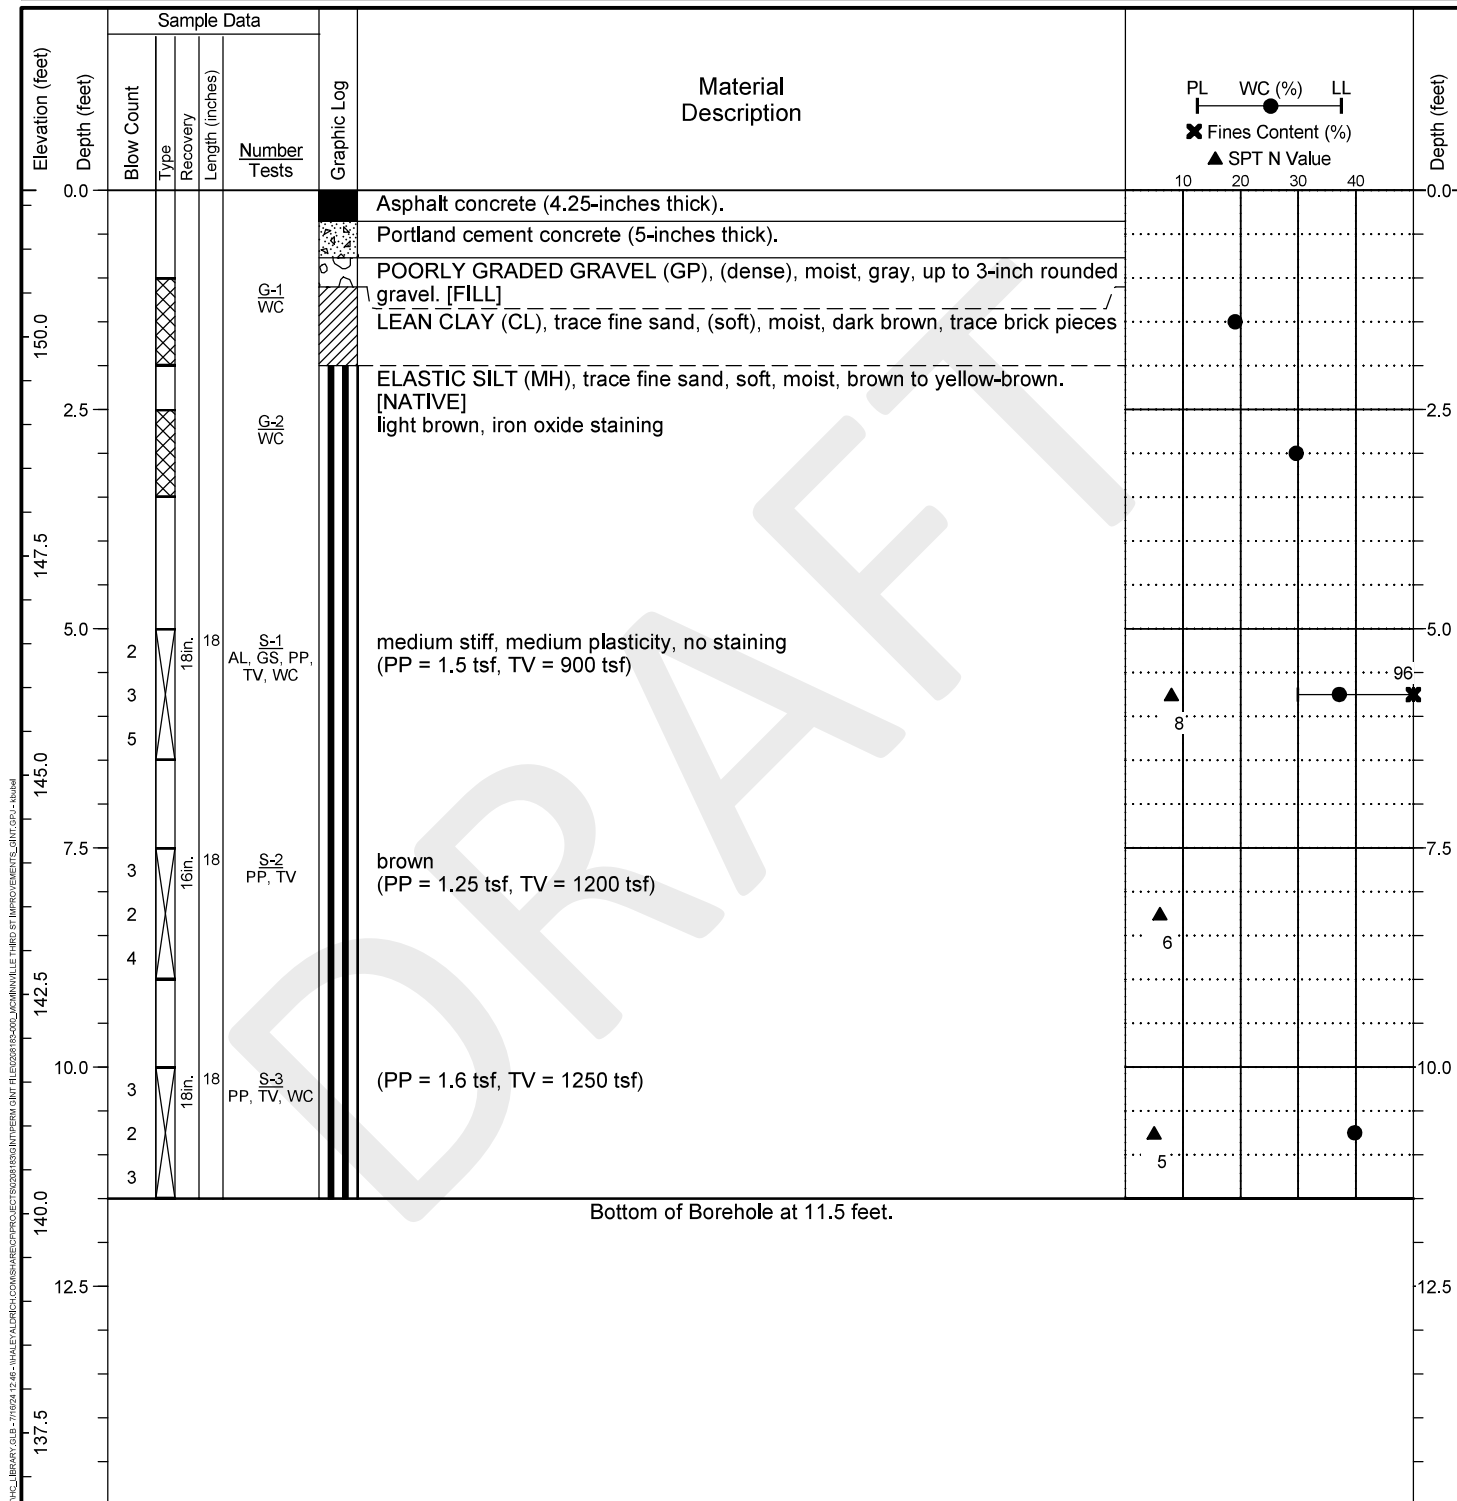 Sample Data
Elevation (feet)
Depth (feet)
Blow Count
Type
Recovery
Length (inches)
Number
Tests
Graphic Log
Material
Description
PL WC (%) LL
Fines Content (%)
SPT N Value
Depth (feet)
10 20 30 40
0.0 0.0
Asphalt concrete (4.25-inches thick).
Portland cement concrete (5-inches thick).
POORLY GRADED GRAVEL (GP), (dense), moist, gray, up to 3-inch rounded
gravel. [FILL]
G-1
WC
LEAN CLAY (CL), trace fine sand, (soft), moist, dark brown, trace brick pieces
150.0
ELASTIC SILT (MH), trace fine sand, soft, moist, brown to yellow-brown.
[NATIVE]
2.5 2.5
G-2
WC
light brown, iron oxide staining
147.5
5.0 5.0
2
3
5
18in.
18
S-1
AL, GS, PP,
TV, WC
medium stiff, medium plasticity, no staining
(PP = 1.5 tsf, TV = 900 tsf)
96
8
145.0
7.5 7.5
3
2
4
16in.
18
S-2
PP, TV
brown
(PP = 1.25 tsf, TV = 1200 tsf)
6
142.5
10.0 10.0
3
2
3
18in.
18
S-3
PP, TV, WC
(PP = 1.6 tsf, TV = 1250 tsf)
5
140.0
Bottom of Borehole at 11.5 feet.
12.5 12.5
137.5
DRAFT